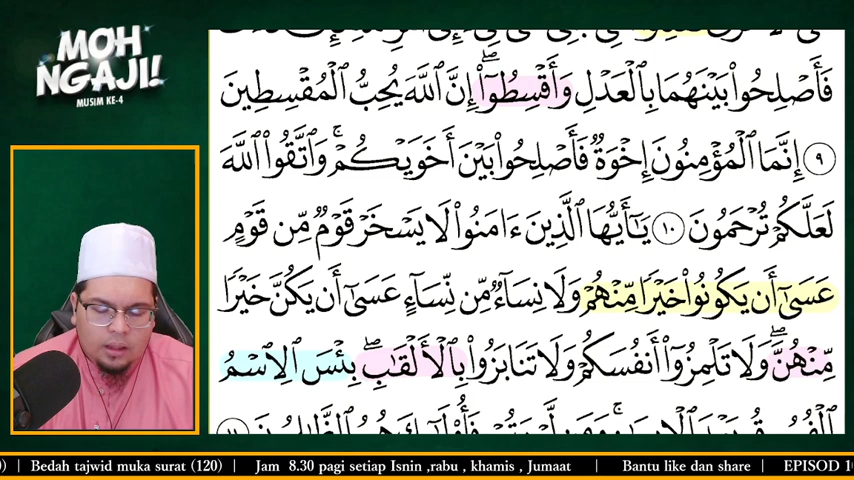 MOH
NGAJI!
MUSIM KE-4
فَأَصْلِحُوا۟ بَيْنَهُمَا بِٱلْعَدْلِ وَأَقْسِطُوٓا۟ۖ إِنَّ ٱللَّهَ يُحِبُّ ٱلْمُقْسِطِينَ
٩ إِنَّمَا ٱلْمُؤْمِنُونَ إِخْوَةٌ فَأَصْلِحُوا۟ بَيْنَ أَخَوَيْكُمْۚ وَٱتَّقُوا۟ ٱللَّهَ
لَعَلَّكُمْ تُرْحَمُونَ ١٠ يَـٰٓأَيُّهَا ٱلَّذِينَ ءَامَنُوا۟ لَا يَسْخَرْ قَوْمٌ مِّن قَوْمٍ
عَسَىٰٓ أَن يَكُونُوا۟ خَيْرًا مِّنْهُمْ وَلَا نِسَآءٌ مِّن نِّسَآءٍ عَسَىٰٓ أَن يَكُنَّ خَيْرًا
مِّنْهُنَّۖ وَلَا تَلْمِزُوٓا۟ أَنفُسَكُمْ وَلَا تَنَابَزُوا۟ بِٱلْأَلْقَـٰبِۖ بِئْسَ ٱلِٱسْمُ
Bedah tajwid muka surat (120) | Jam 8.30 pagi setiap Isnin ,rabu , khamis , Jumaat | Bantu like dan share | EPISOD